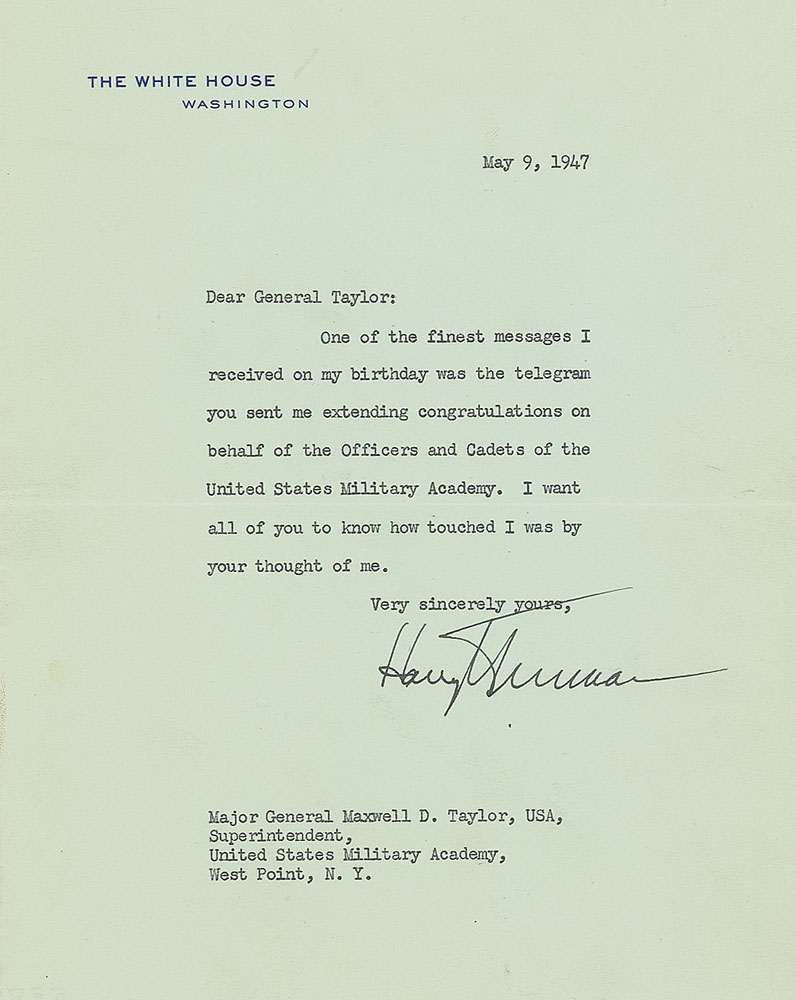 THE WHITE HOUSE
WASHINGTON
May 9, 1947
Dear General Taylor:
One of the finest messages I
received on my birthday was the telegram
you sent me extending congratulations on
behalf of the Officers and Cadets of the
United States Military Academy. I want
all of you to know how touched I was by
your thought of me.
Very sincerely yours,
Harry Truman
Major General Maxwell D. Taylor, USA,
Superintendent,
United States Military Academy,
West Point, N. Y.